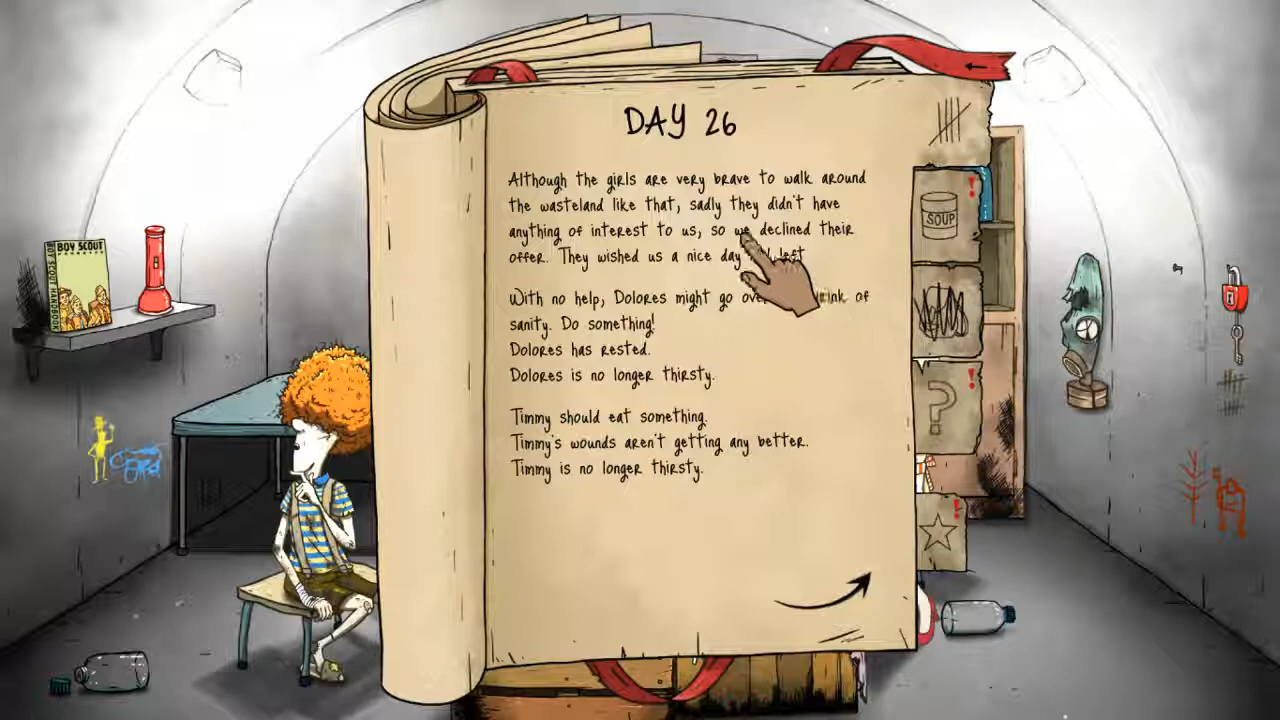 DAY 26
Although the girls are very brave to walk around
the wasteland like that, sadly they didn't have
anything of interest to us, so we declined their
offer. They wished us a nice day left
With no help, Dolores might go of
sanity. Do something!
Dolores has rested.
Dolores is no longer thirsty.
Timmy should eat something.
Timmy's wounds aren't getting any better.
Timmy is no longer thirsty.
SOUP
!
?
!
!
BOY SCOUT
BOY SCOUT HANDBOOK